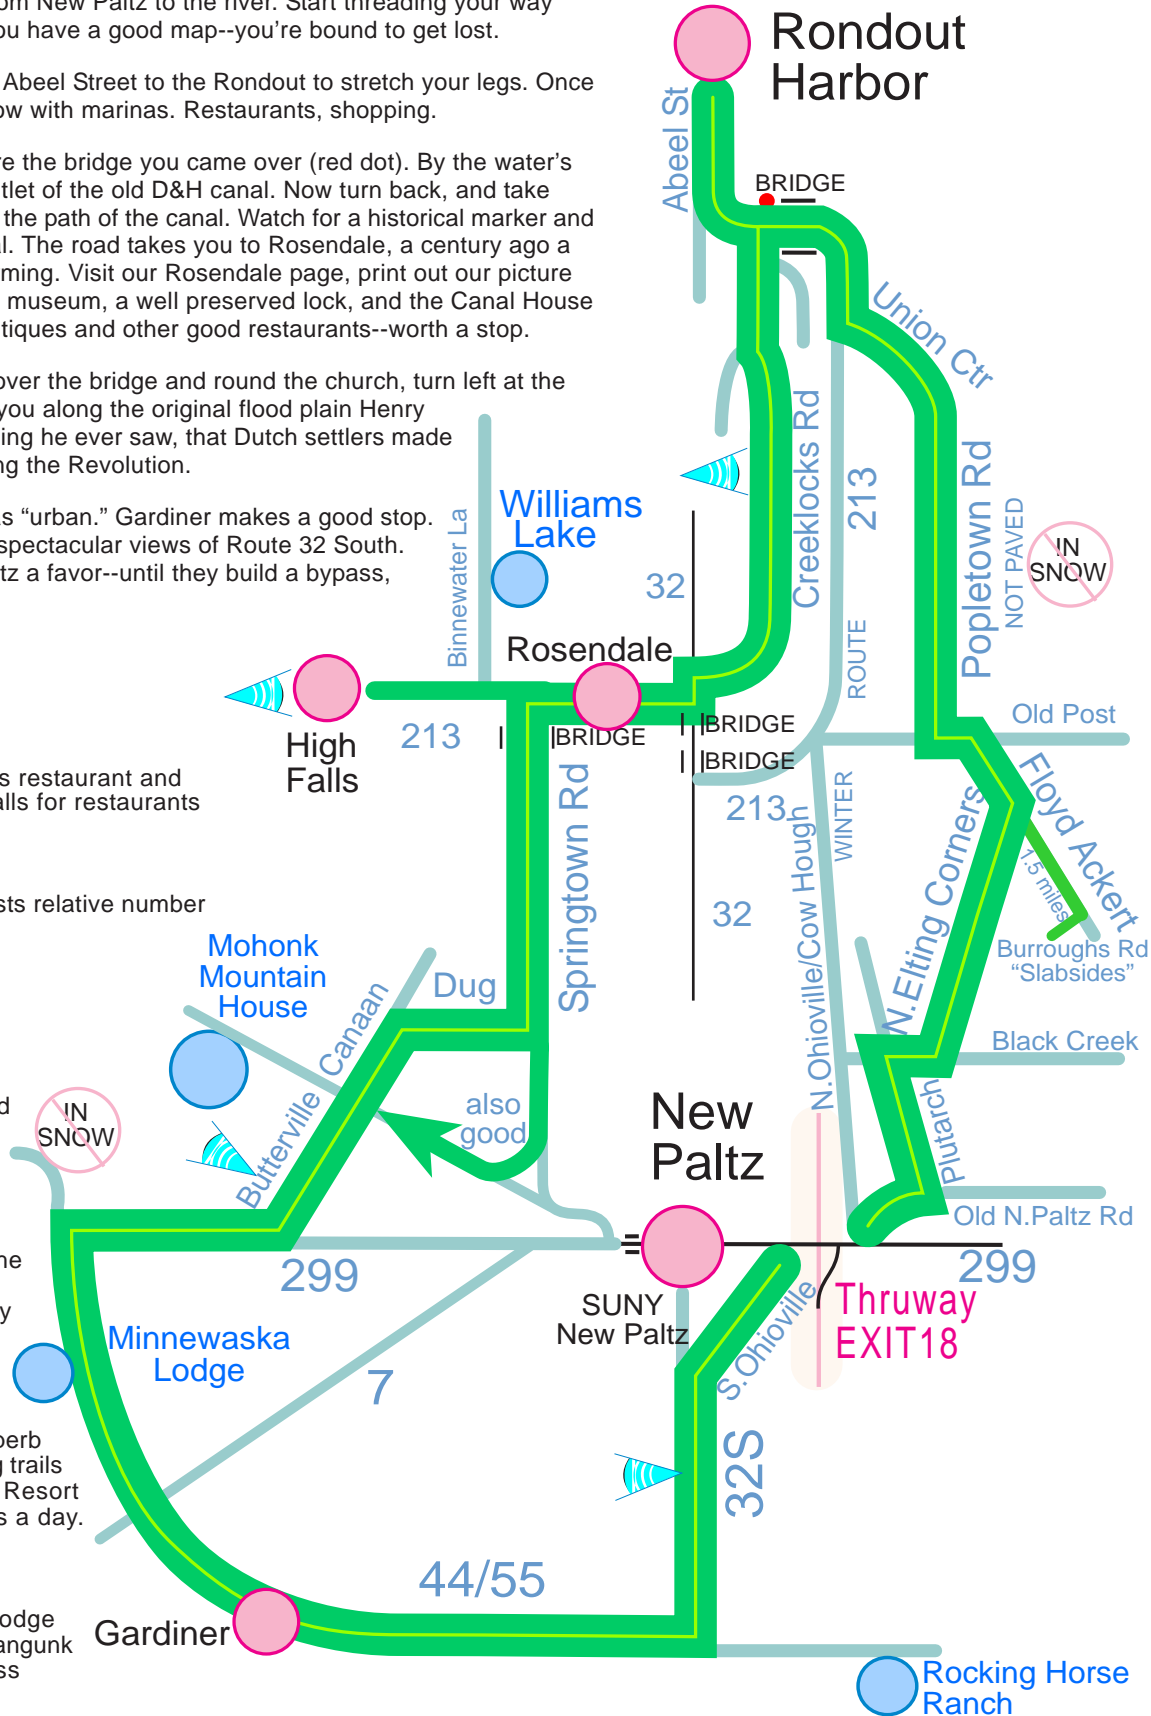 om New Paltz to the river. Start threading your way
ou have a good map--you're bound to get lost.
Abeel Street to the Rondout to stretch your legs. Once
ow with marinas. Restaurants, shopping.
re the bridge you came over (red dot). By the water's
tlet of the old D&H canal. Now turn back, and take
the path of the canal. Watch for a historical marker and
al. The road takes you to Rosendale, a century ago a
ming. Visit our Rosendale page, print out our picture
museum, a well preserved lock, and the Canal House
tiques and other good restaurants--worth a stop.
over the bridge and round the church, turn left at the
you along the original flood plain Henry
ing he ever saw, that Dutch settlers made
ng the Revolution.
as “urban.” Gardiner makes a good stop.
spectacular views of Route 32 South.
tz a favor--until they build a bypass,
Rondout
Harbor
Abeel St
BRIDGE
Union Ctr
Creeklocks Rd
213
Popletown Rd
NOT PAVED
IN
SNOW
Williams
Lake
Binnewater La
32
Rosendale
ROUTE
High
Falls
213
BRIDGE
BRIDGE
BRIDGE
Old Post
213
Floyd Ackert
s restaurant and
alls for restaurants
Springtown Rd
WINTER
N.Ohioville/Cow Hough
N.Elting Corners
1.5 miles
sts relative number
32
Burroughs Rd
“Slabsides”
Mohonk
Mountain
House
Dug
Canaan
Black Creek
d
IN
SNOW
also
good
New
Paltz
Butterville
Plutarch
Old N.Paltz Rd
ne
299
299
y
SUNY
New Paltz
S.Ohioville
Thruway
EXIT18
Minnewaska
Lodge
7
perb
g trails
Resort
s a day.
32S
44/55
odge
angunk
ss
Gardiner
Rocking Horse
Ranch